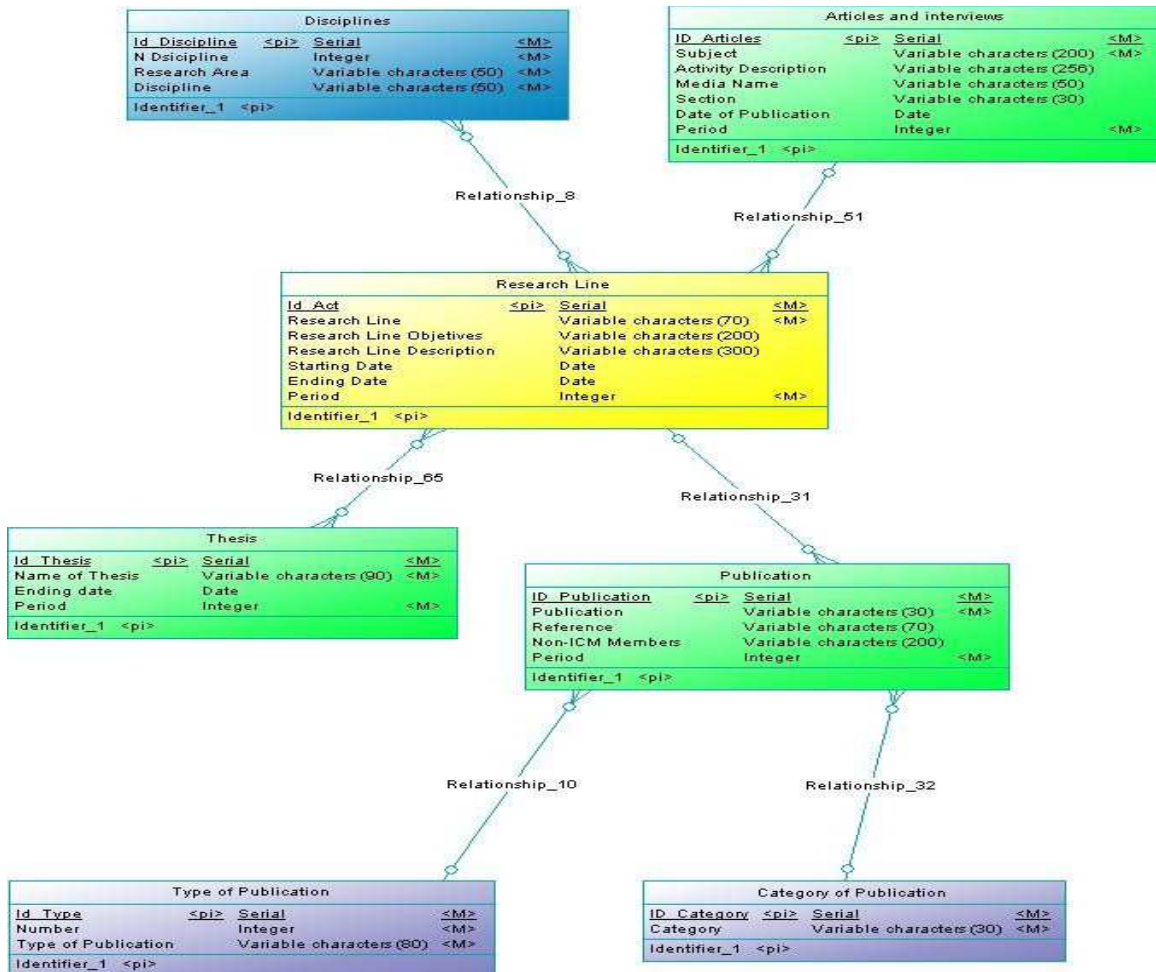 Disciplines
Id_Discipline <pi> Serial <M>
N Dsicipline Integer <M>
Research Area Variable characters (50) <M>
Discipline Variable characters (50) <M>
Identifier_1 <pi>
Articles and interviews
ID_Articles <pi> Serial <M>
Subject Variable characters (200) <M>
Activity Description Variable characters (256)
Media Name Variable characters (50)
Section Variable characters (30)
Date of Publication Date
Period Integer <M>
Identifier_1 <pi>
Relationship_8
Relationship_51
Research Line
Id_Act <pi> Serial <M>
Research Line Variable characters (70) <M>
Research Line Objetives Variable characters (200)
Research Line Description Variable characters (300)
Starting Date Date
Ending Date Date
Period Integer <M>
Identifier_1 <pi>
Relationship_65
Relationship_31
Thesis
Id_Thesis <pi> Serial <M>
Name of Thesis Variable characters (90) <M>
Ending date Date
Period Integer <M>
Identifier_1 <pi>
Publication
ID_Publication <pi> Serial <M>
Publication Variable characters (30) <M>
Reference Variable characters (70)
Non-ICM Members Variable characters (200)
Period Integer <M>
Identifier_1 <pi>
Relationship_10
Relationship_32
Type of Publication
Id_Type <pi> Serial <M>
Number Integer <M>
Type of Publication Variable characters (80) <M>
Identifier_1 <pi>
Category of Publication
ID_Category <pi> Serial <M>
Category Variable characters (30) <M>
Identifier_1 <pi>